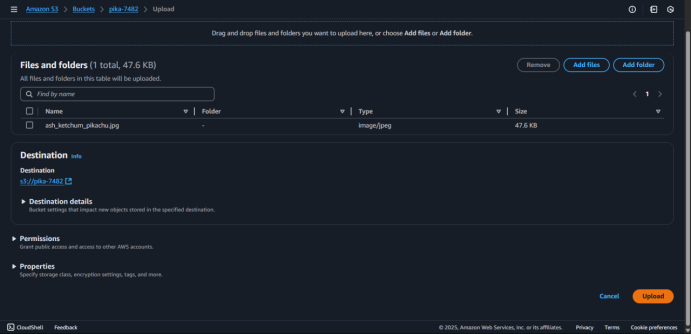 Amazon S3 > Buckets > pika-7482 > Upload
Drag and drop files and folders you want to upload here, or choose Add files or Add folder.
Files and folders (1 total, 47.6 KB)
Remove
Add files
Add folder
All files and folders in this table will be uploaded.
Find by name
1
Name Folder Type Size
ash_ketchum_pikachu.jpg - image/jpeg 47.6 KB
Destination Info
Destination
s3://pika-7482
Destination details
Bucket settings that impact new objects stored in the specified destination.
Permissions
Grant public access and access to other AWS accounts.
Properties
Specify storage class, encryption settings, tags, and more.
Cancel
Upload
CloudShell Feedback © 2025, Amazon Web Services, Inc. or its affiliates. Privacy Terms Cookie preferences